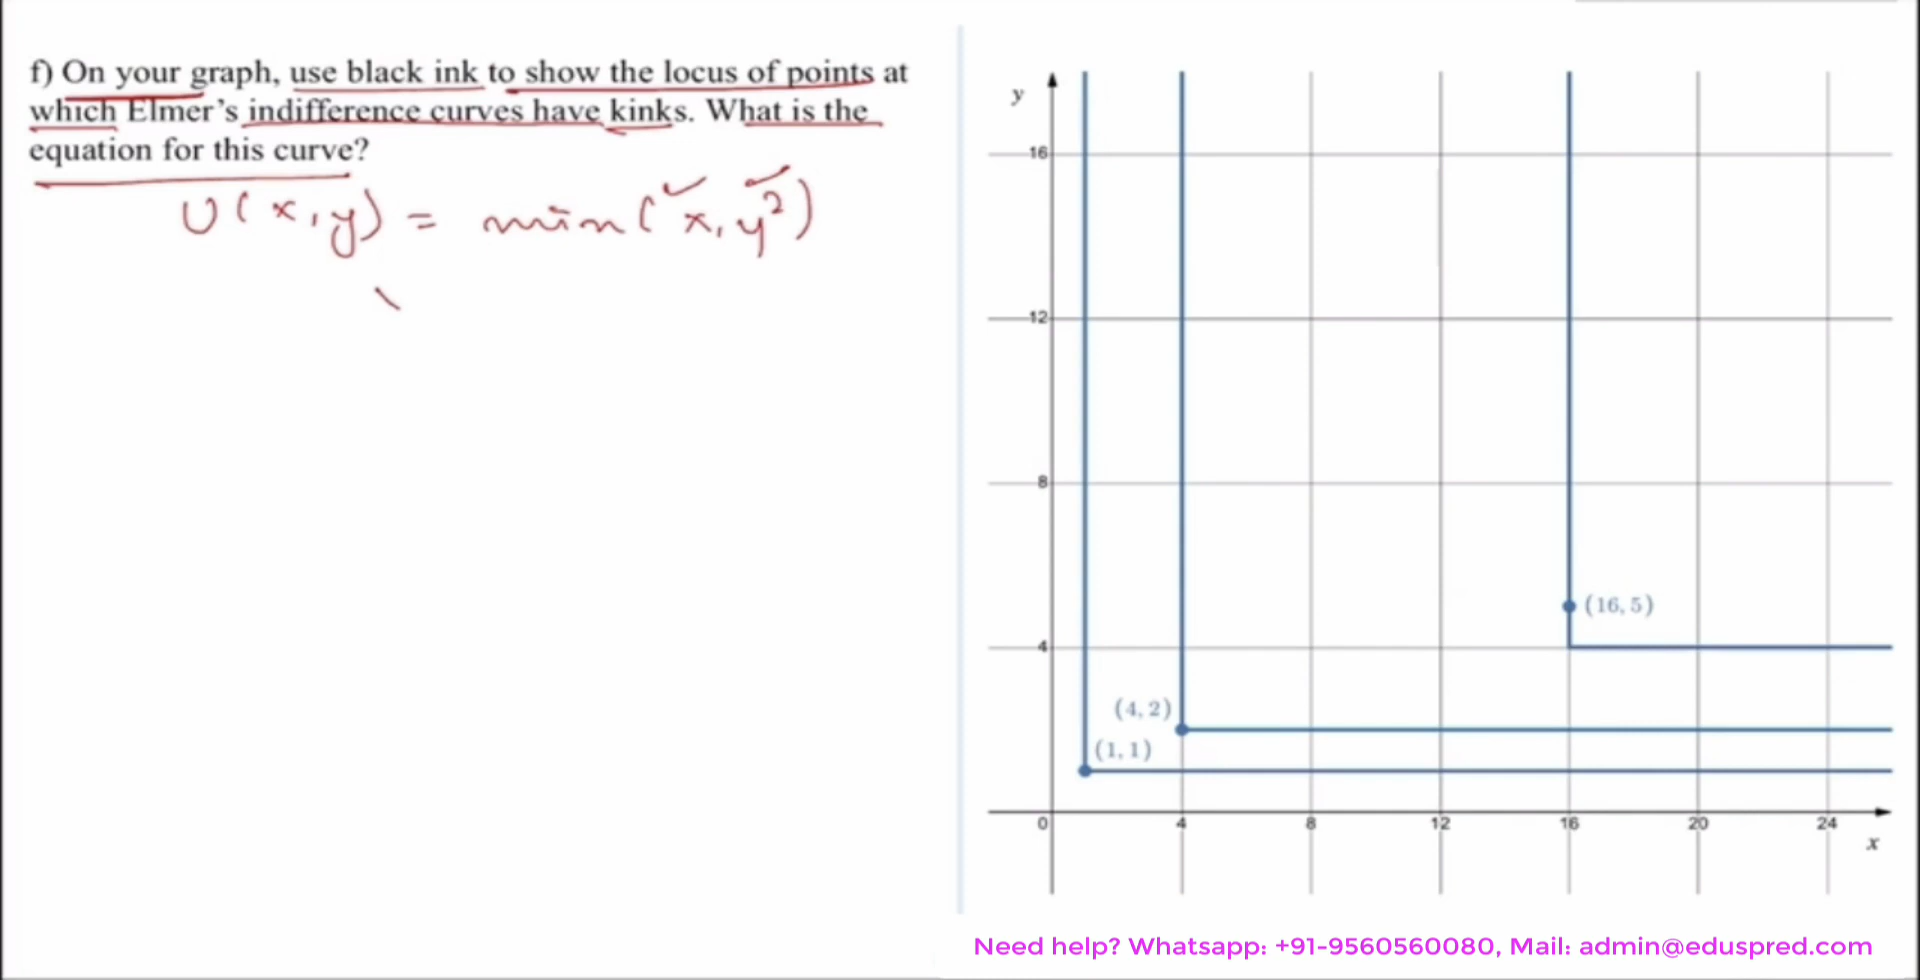 f) On your graph, use black ink to show the locus of points at
which Elmer's indifference curves have kinks. What is the
equation for this curve?
U(x,y) = min(x, y²)
y
16
12
8
4
(16, 5)
(4, 2)
(1, 1)
0 4 8 12 16 20 24
x
Need help? Whatsapp: +91-9560560080, Mail: admin@eduspred.com